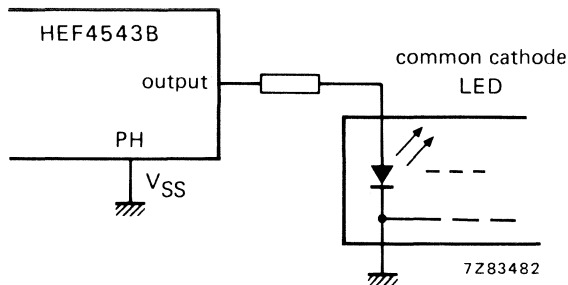 HEF4543B
output
common cathode
LED
PH
VSS
7Z83482